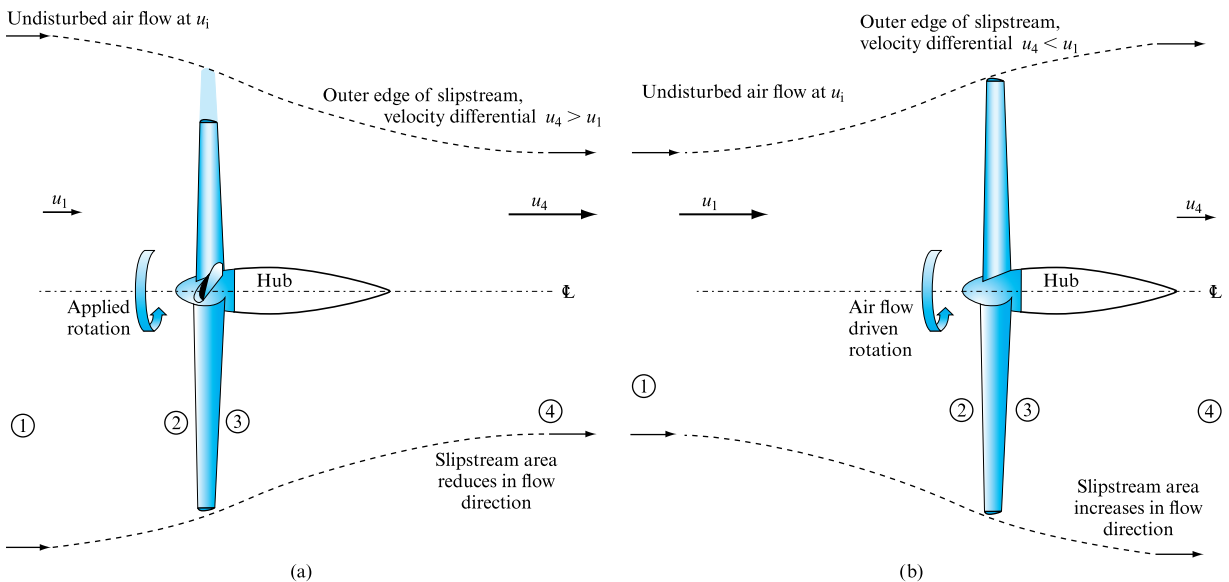 Undisturbed air flow at ui
Outer edge of slipstream,
velocity differential u4 > u1
u1
u4
Hub
℄
Applied
rotation
1
2
3
4
Slipstream area
reduces in flow
direction
(a)
Outer edge of slipstream,
velocity differential u4 < u1
Undisturbed air flow at ui
u1
u4
Hub
℄
Air flow
driven
rotation
1
2
3
4
Slipstream area
increases in flow
direction
(b)